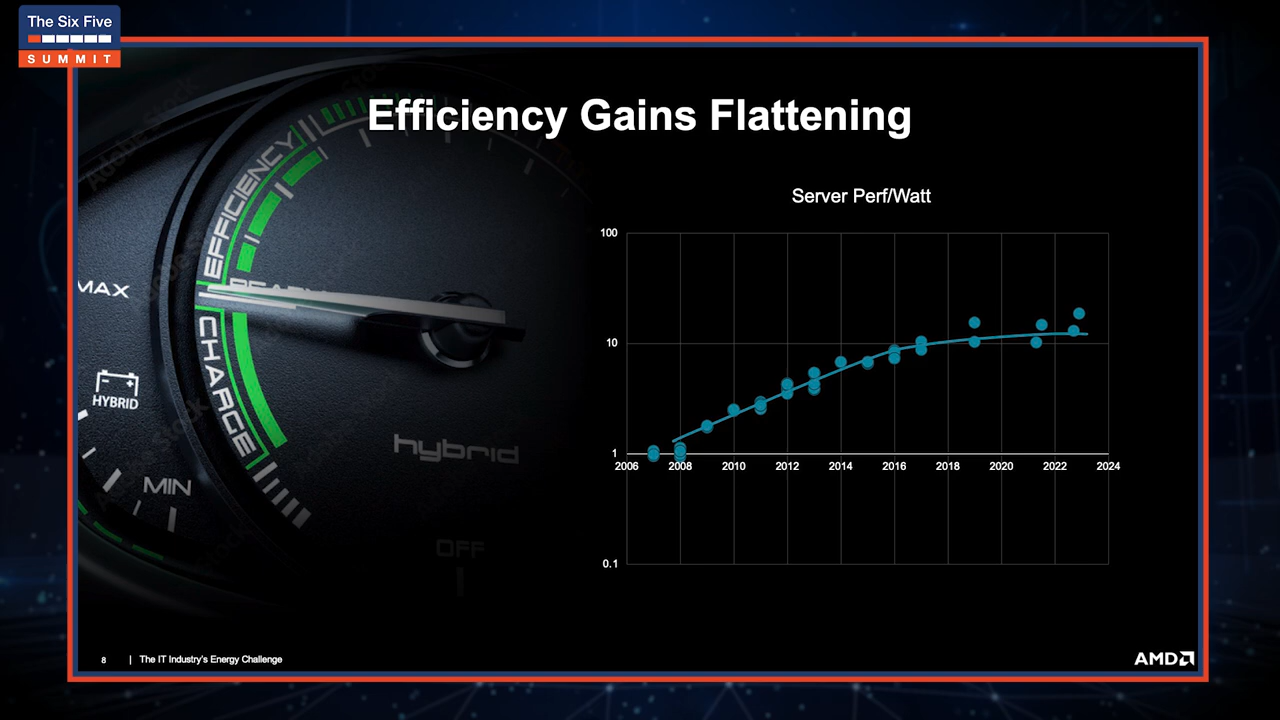 The Six Five
SUMMIT
Efficiency Gains Flattening
EFFICIENCY
MAX
CHARGE
HYBRID
MIN
hybrid
OFF
Server Perf/Watt
100
10
1
0.1
2006
2008
2010
2012
2014
2016
2018
2020
2022
2024
8 | The IT Industry's Energy Challenge
AMD